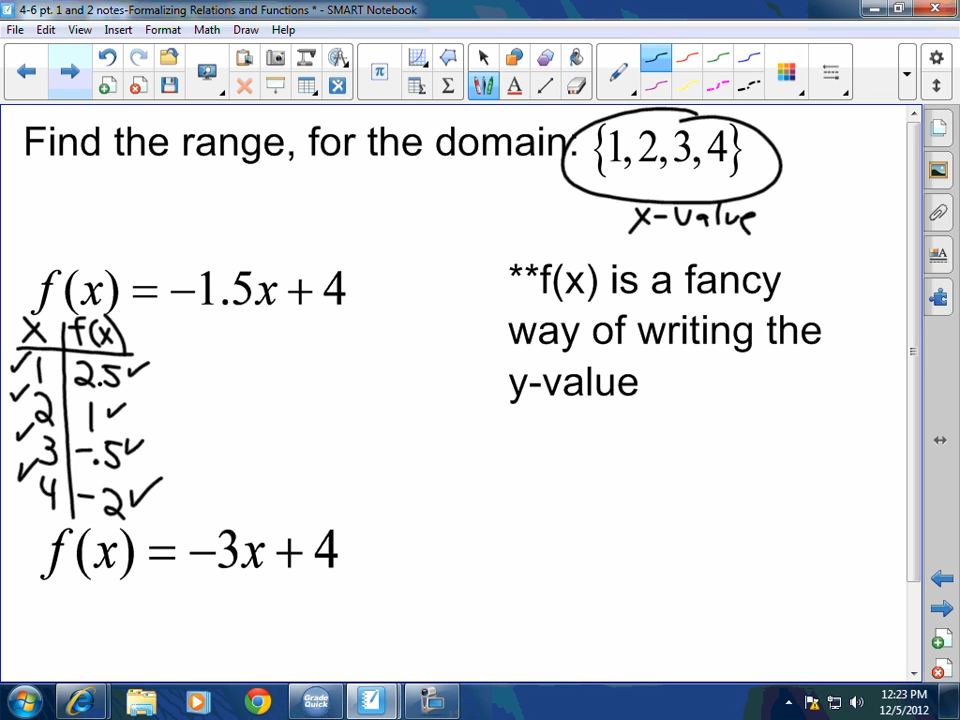 4-6 pt. 1 and 2 notes-Formalizing Relations and Functions * - SMART Notebook
File Edit View Insert Format Math Draw Help
π A
Σ
Find the range, for the domain: {1,2,3,4}
x-value
f(x) = −1.5x + 4
**f(x) is a fancy
way of writing the
y-value
x f(x)
1 2.5
2 1
3 -.5
4 -2
f(x) = −3x + 4
Grade
Quick
12:23 PM
12/5/2012